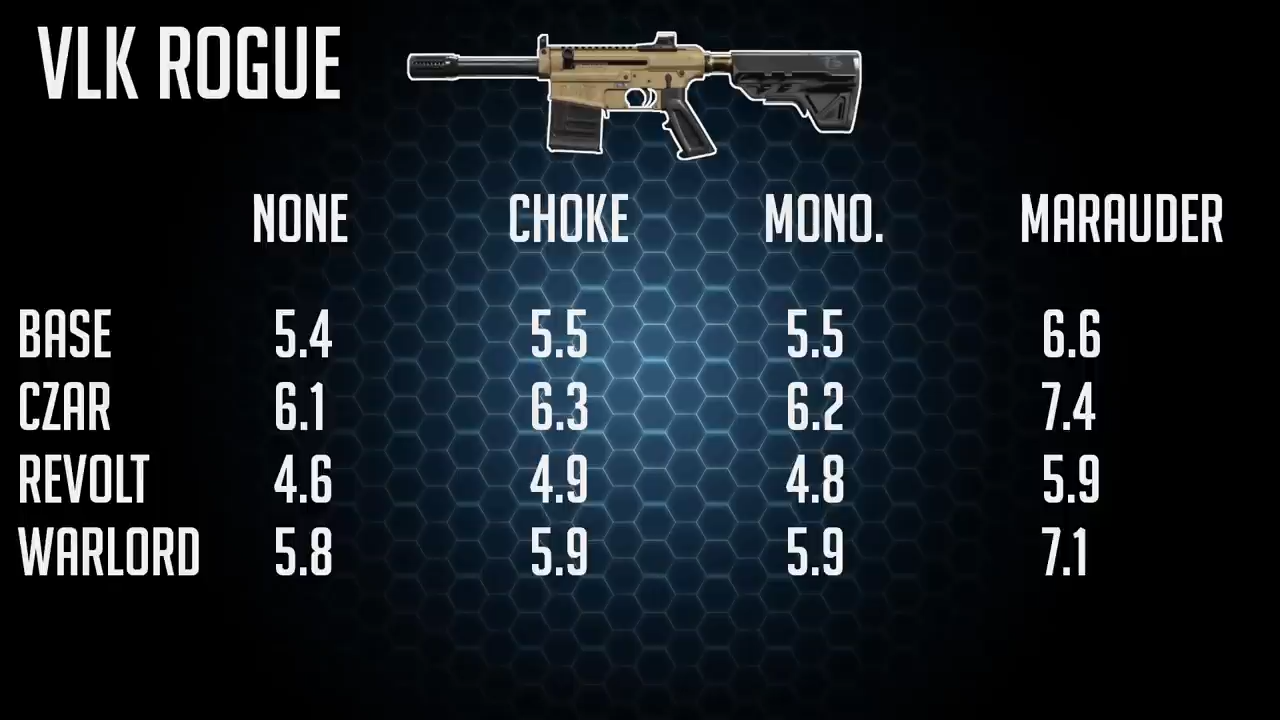 VLK ROGUE
NONE CHOKE MONO. MARAUDER
BASE 5.4 5.5 5.5 6.6
CZAR 6.1 6.3 6.2 7.4
REVOLT 4.6 4.9 4.8 5.9
WARLORD 5.8 5.9 5.9 7.1